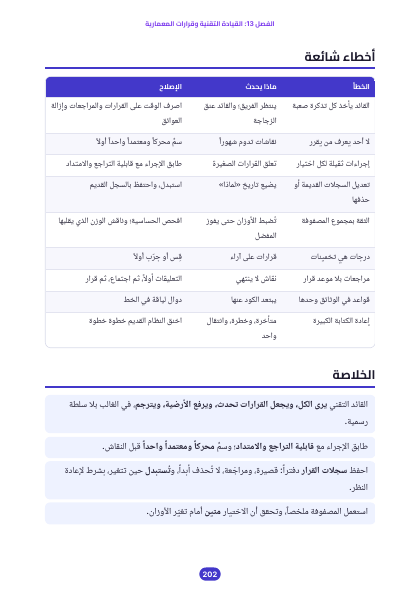 الفصل 13: القيادة التقنية وقرارات المعمارية
أخطاء شائعة
الخطأ ماذا يحدث الإصلاح
القائد يأخذ كل تذكرة صعبة ينتظر الفريق؛ والقائد عنق اصرف الوقت على القرارات والمراجعات وإزالة
الزجاجة العوائق
لا أحد يعرف من يقرر نقاشات تدوم شهوراً سمِّ محركاً ومعتمداً واحداً أولاً
إجراءات ثقيلة لكل اختيار تعلق القرارات الصغيرة طابق الإجراء مع قابلية التراجع والامتداد
تعديل السجلات القديمة أو يضيع تاريخ «لماذا» استبدل، واحتفظ بالسجل القديم
حذفها
الثقة بمجموع المصفوفة تُضبط الأوزان حتى يفوز افحص الحساسية؛ وناقش الوزن الذي يقلبها
المفضل
درجات هي تخمينات قرارات على آراء قِس أو جرّب أولاً
مراجعات بلا موعد قرار نقاش لا ينتهي التعليقات أولاً، ثم اجتماع، ثم قرار
قواعد في الوثائق وحدها يبتعد الكود عنها دوال لياقة في الخط
إعادة الكتابة الكبيرة متأخرة، وخطرة، وانتقال اخنق النظام القديم خطوة خطوة
واحد
الخلاصة
القائد التقني يرى الكل، ويجعل القرارات تحدث، ويرفع الأرضية، ويترجم، في الغالب بلا سلطة
رسمية.
طابق الإجراء مع قابلية التراجع والامتداد؛ وسمِّ محركاً ومعتمداً واحداً قبل النقاش.
احفظ سجلات القرار دفتراً: قصيرة، ومراجَعة، لا تُحذف أبداً، وتُستبدل حين تتغير، بشرط لإعادة
النظر.
استعمل المصفوفة ملخصاً، وتحقق أن الاختيار متين أمام تغيّر الأوزان.
202